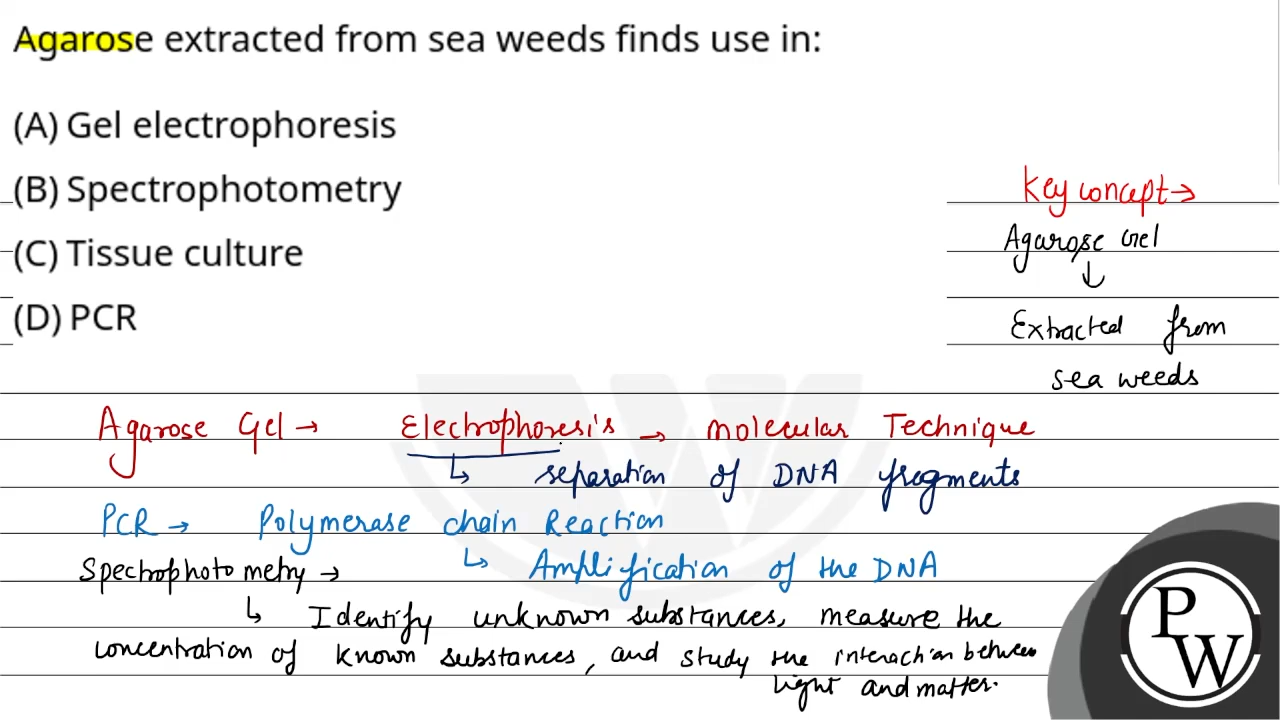 Agarose extracted from sea weeds finds use in:
(A) Gel electrophoresis
(B) Spectrophotometry
(C) Tissue culture
(D) PCR
Key concept →
Agarose Gel
↓
Extracted from
sea weeds
Agarose Gel → Electrophoresis → molecular Technique
↳ separation of DNA fragments
PCR → Polymerase chain Reaction
↳ Amplification of the DNA
Spectrophotometry →
↳ Identify unknown substances, measure the
concentration of known substances, and study the interaction between
light and matter.
PW